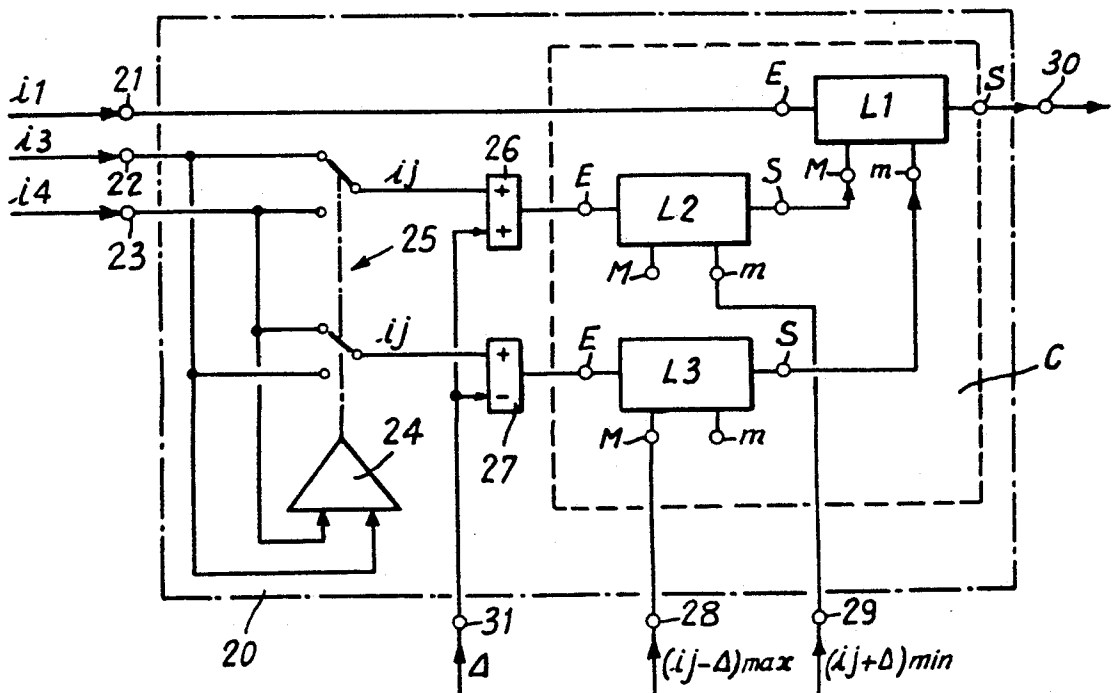 i1
21
E
L1
S
30
i3
22
ij
26
+
+
E
L2
S
M
m
i4
23
25
M
m
ij
+
-
27
E
L3
S
C
M
m
24
20
31
28
29
Δ
(ij-Δ)max
(ij+Δ)min